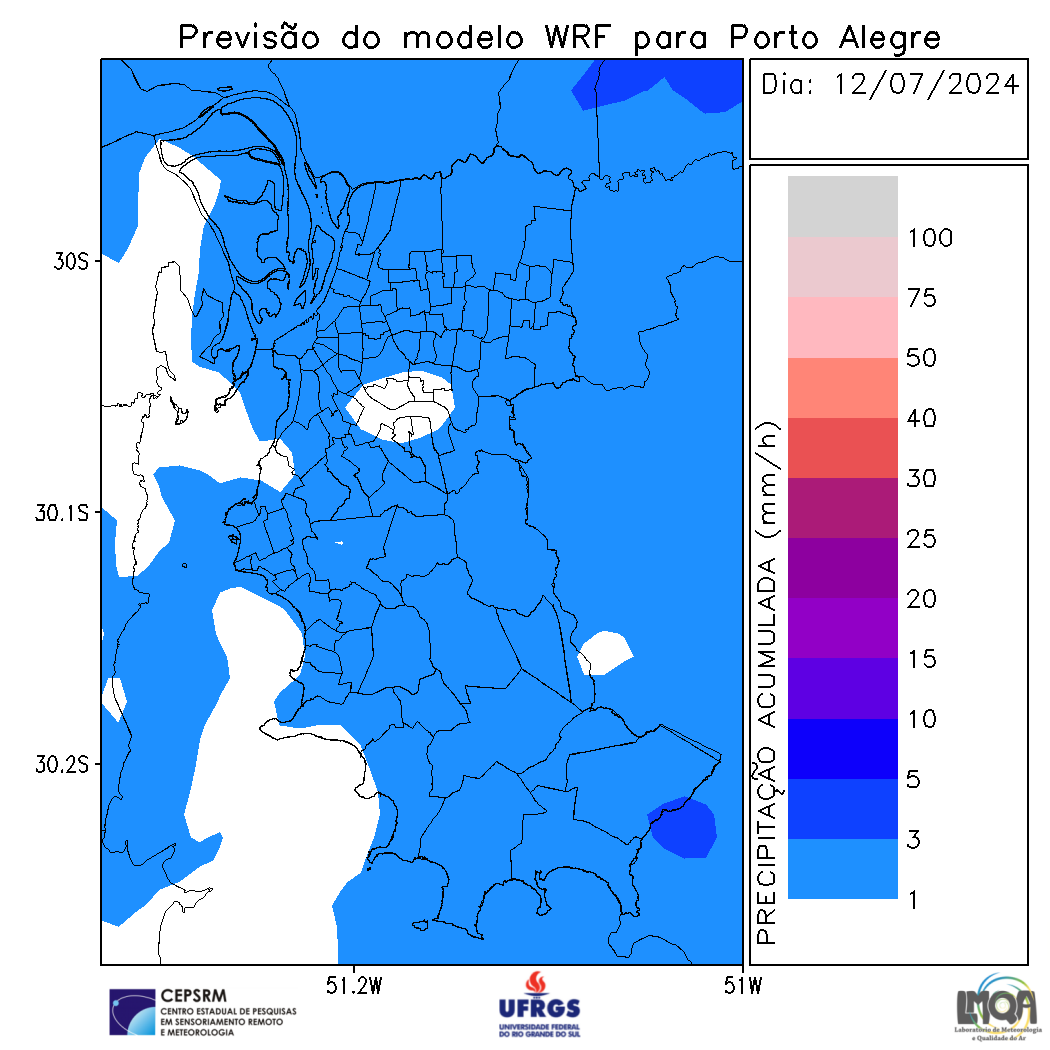 Previsão do modelo WRF para Porto Alegre
Dia: 12/07/2024
30S
30.1S
30.2S
51.2W
51W
PRECIPITAÇÃO ACUMULADA (mm/h)
100
75
50
40
30
25
20
15
10
5
3
1
CEPSRM
CENTRO ESTADUAL DE PESQUISAS
EM SENSORIAMENTO REMOTO
E METEOROLOGIA
UFRGS
UNIVERSIDADE FEDERAL
DO RIO GRANDE DO SUL
LMQA
Laboratório de Meteorologia
e Qualidade do Ar